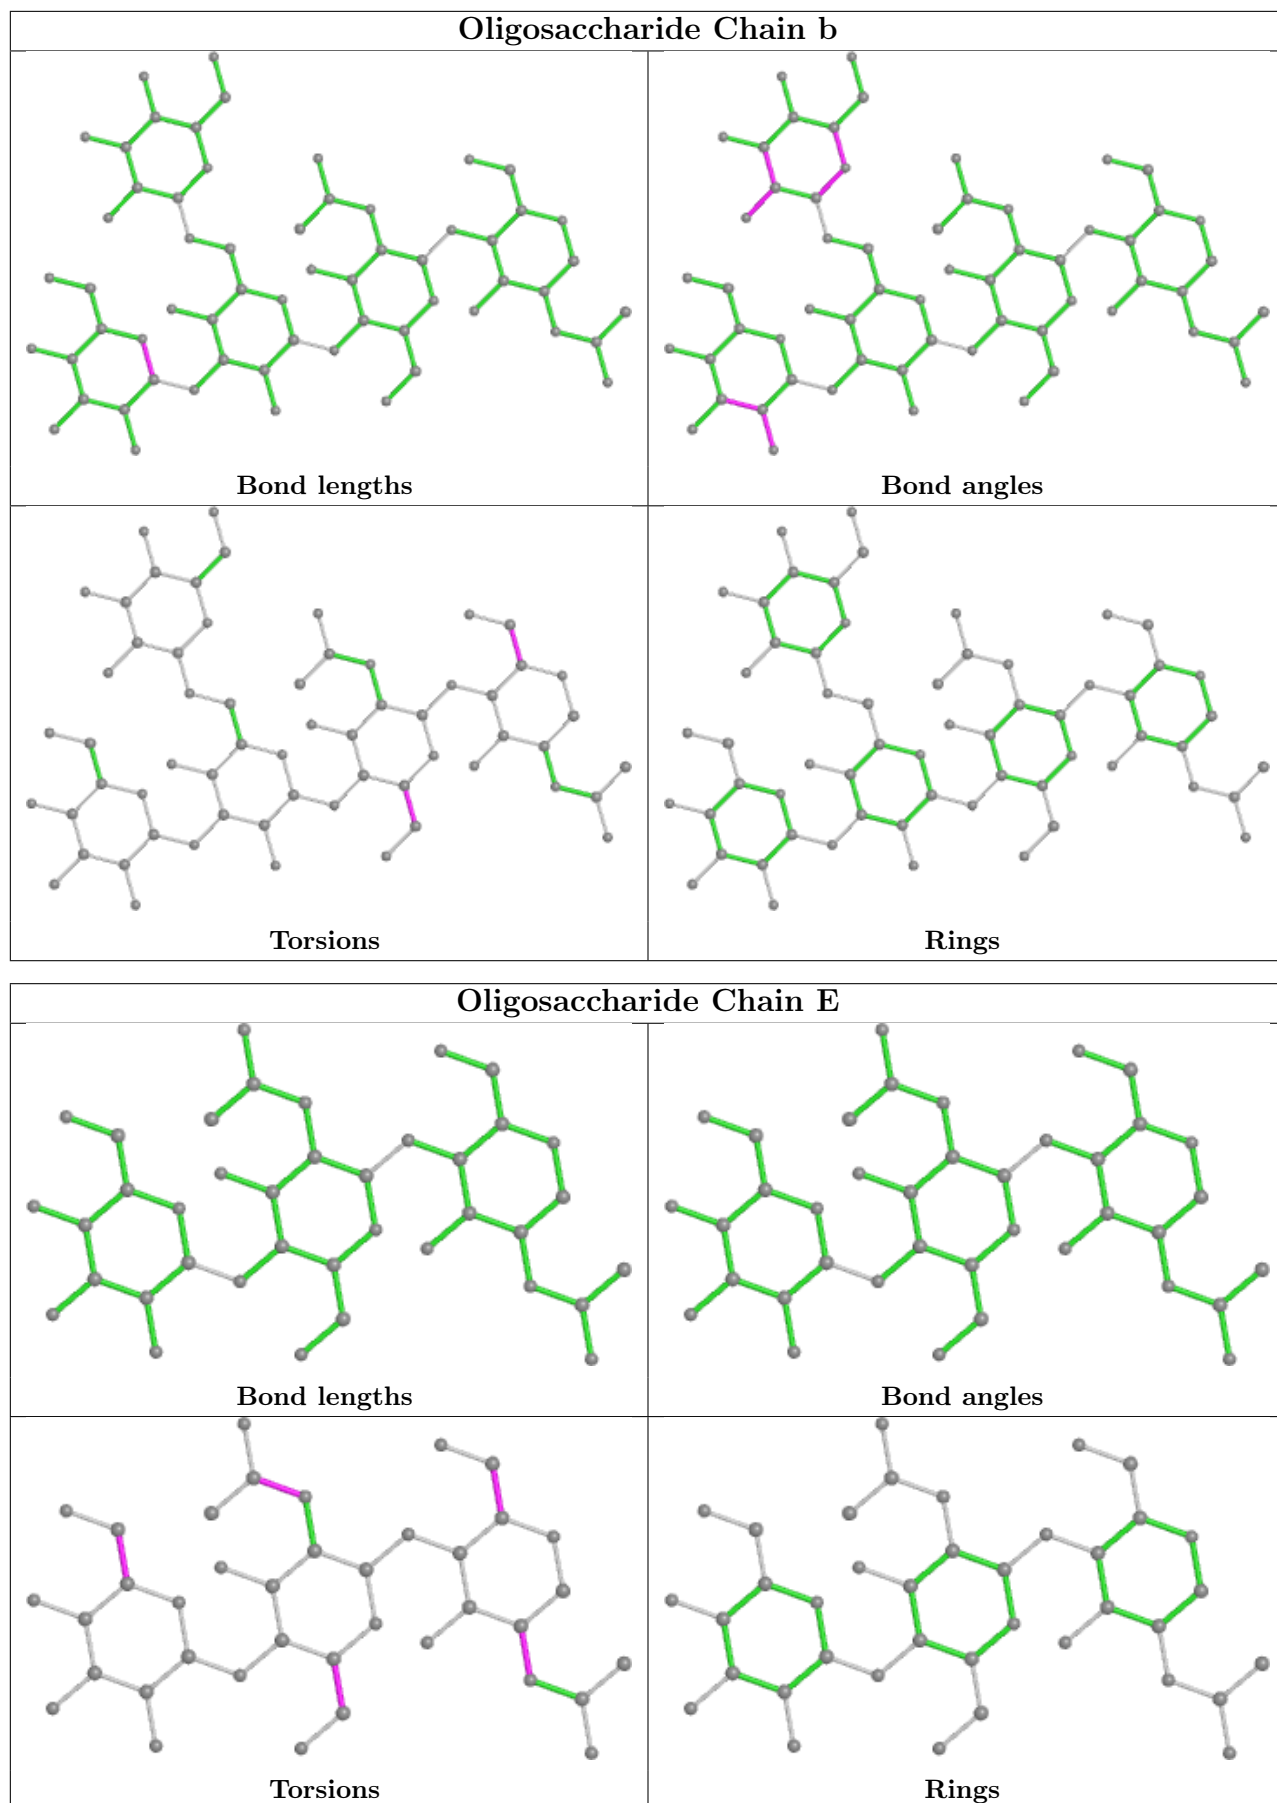 Oligosaccharide Chain b
Bond lengths
Bond angles
Torsions
Rings
Oligosaccharide Chain E
Bond lengths
Bond angles
Torsions
Rings